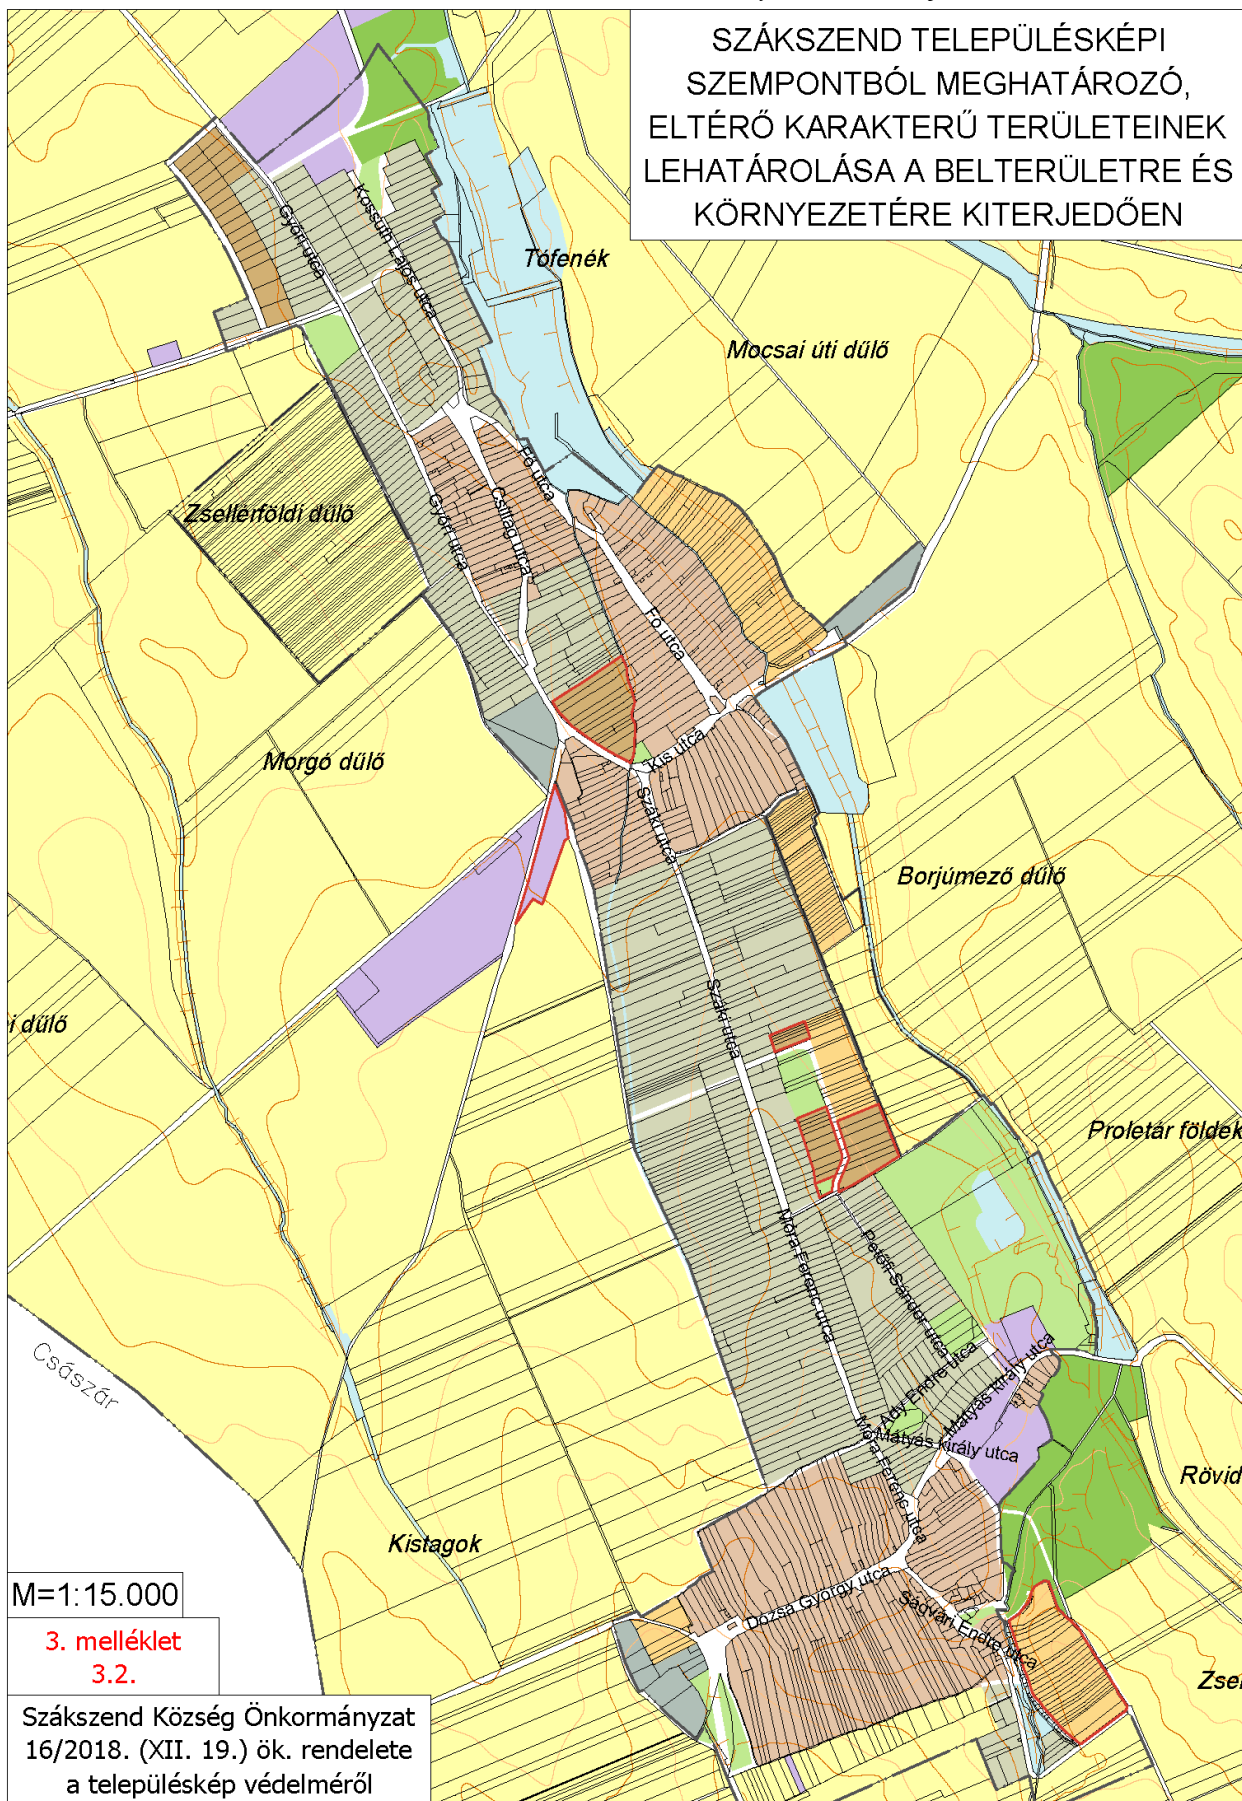 SZÁKSZEND TELEPÜLÉSKÉPI
SZEMPONTBÓL MEGHATÁROZÓ,
ELTÉRŐ KARAKTERŰ TERÜLETEINEK
LEHATÁROLÁSA A BELTERÜLETRE ÉS
KÖRNYEZETÉRE KITERJEDŐEN
Győri utca
Kossuth Lajos utca
Tófenék
Mocsai úti dűlő
Fő utca
Csillag utca
Győri utca
Zsellérföldi dűlő
Fő utca
Morgó dűlő
Kis utca
Száki utca
Borjúmező dűlő
Száki utca
i dűlő
Proletár földek
Móra Ferenc utca
Petőfi Sándor utca
Császár
Ady Endre utca
Mátyás király utca
Mátyás király utca
Móra Ferenc utca
Rövid
Kistagok
Dózsa György utca
Ságvári Endre utca
Zsel
M=1:15.000
3. melléklet
3.2.
Szákszend Község Önkormányzat
16/2018. (XII. 19.) ök. rendelete
a településkép védelméről